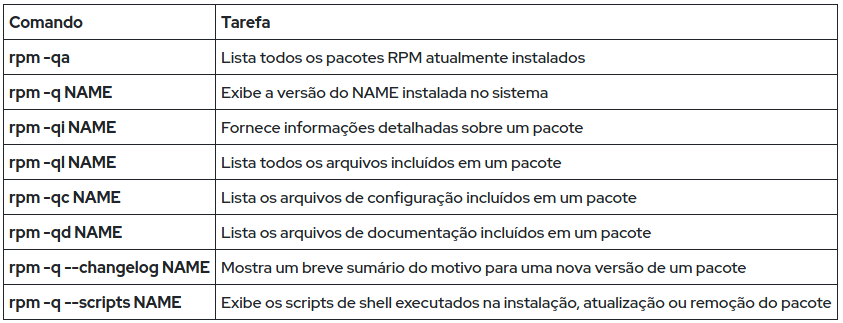 Comando Tarefa
rpm -qa Lista todos os pacotes RPM atualmente instalados
rpm -q NAME Exibe a versão do NAME instalada no sistema
rpm -qi NAME Fornece informações detalhadas sobre um pacote
rpm -ql NAME Lista todos os arquivos incluídos em um pacote
rpm -qc NAME Lista os arquivos de configuração incluídos em um pacote
rpm -qd NAME Lista os arquivos de documentação incluídos em um pacote
rpm -q --changelog NAME Mostra um breve sumário do motivo para uma nova versão de um pacote
rpm -q --scripts NAME Exibe os scripts de shell executados na instalação, atualização ou remoção do pacote